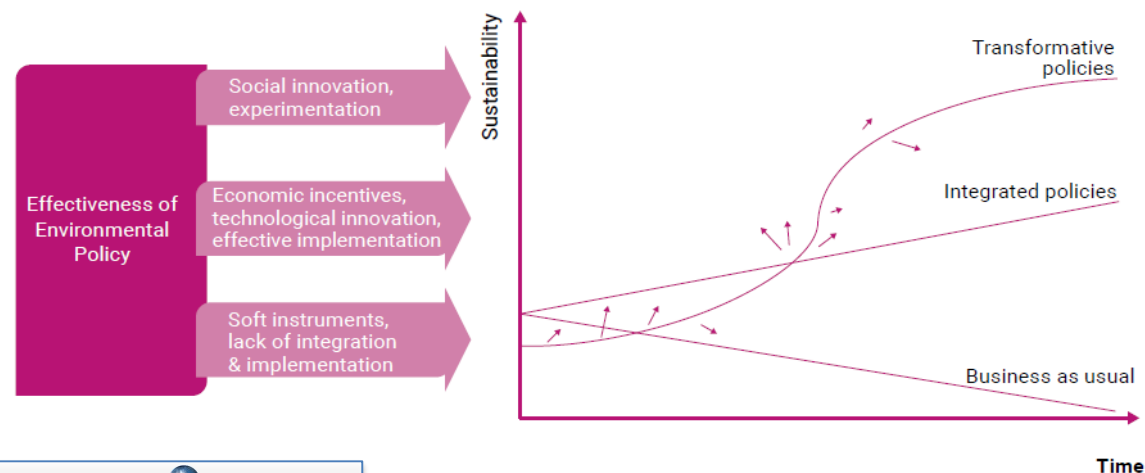 Effectiveness of
Environmental
Policy
Social innovation,
experimentation
Economic incentives,
technological innovation,
effective implementation
Soft instruments,
lack of integration
& implementation
Sustainability
Transformative
policies
Integrated policies
Business as usual
Time